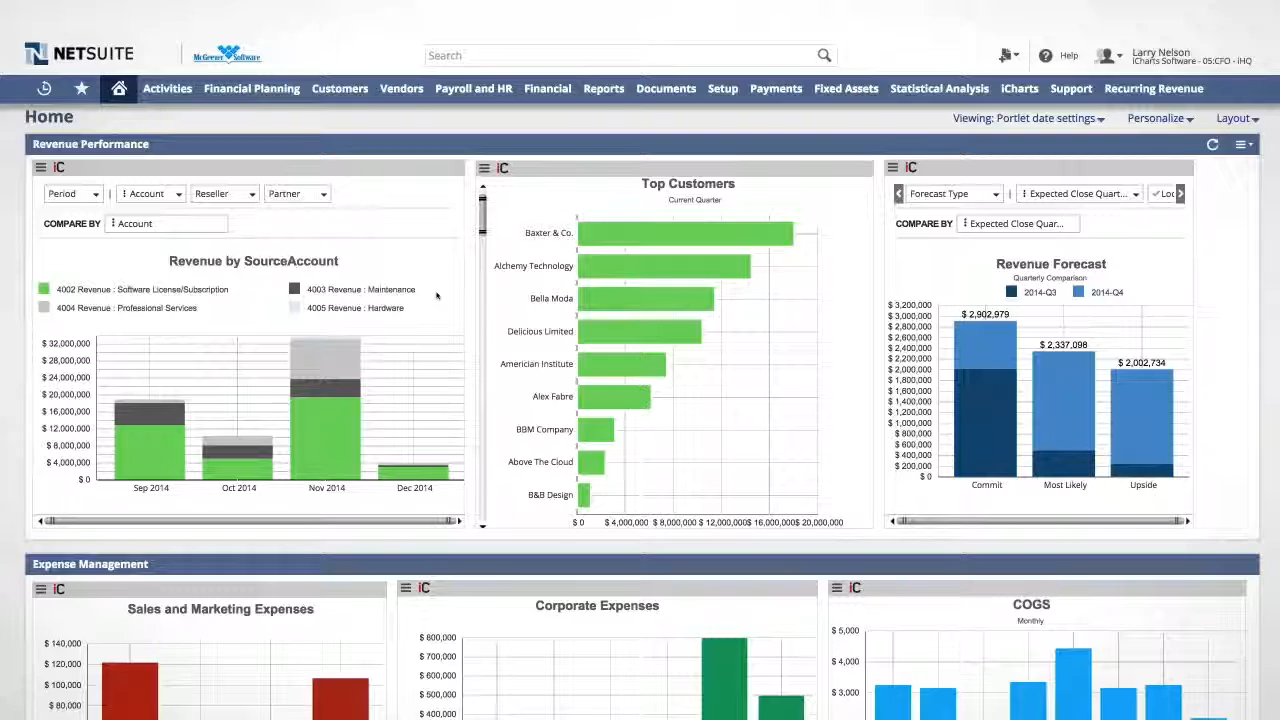 NETSUITE
McGeever Software
Search
Help
Larry Nelson
iCharts Software - 05:CFO - iHQ
Activities Financial Planning Customers Vendors Payroll and HR Financial Reports Documents Setup Payments Fixed Assets Statistical Analysis iCharts Support Recurring Revenue
Home
Viewing: Portlet date settings Personalize Layout
Revenue Performance
iC
Period | Account Reseller Partner
COMPARE BY Account
Revenue by SourceAccount
4002 Revenue : Software License/Subscription 4003 Revenue : Maintenance
4004 Revenue : Professional Services 4005 Revenue : Hardware
$ 32,000,000
$ 28,000,000
$ 24,000,000
$ 20,000,000
$ 16,000,000
$ 12,000,000
$ 8,000,000
$ 4,000,000
$ 0
Sep 2014 Oct 2014 Nov 2014 Dec 2014
iC
Top Customers
Current Quarter
Baxter & Co.
Alchemy Technology
Bella Moda
Delicious Limited
Americian Institute
Alex Fabre
BBM Company
Above The Cloud
B&B Design
$ 0 $ 4,000,000 $ 8,000,000 $ 12,000,000 $ 16,000,000 $ 20,000,000
iC
Forecast Type | Expected Close Quart... Loc
COMPARE BY Expected Close Quar...
Revenue Forecast
Quarterly Comparison
2014-Q3 2014-Q4
$ 3,200,000
$ 3,000,000
$ 2,800,000
$ 2,600,000
$ 2,400,000
$ 2,200,000
$ 2,000,000
$ 1,800,000
$ 1,600,000
$ 1,400,000
$ 1,200,000
$ 1,000,000
$ 800,000
$ 600,000
$ 400,000
$ 200,000
$ 0
$ 2,902,979
$ 2,337,098
$ 2,002,734
Commit Most Likely Upside
Expense Management
iC
Sales and Marketing Expenses
$ 140,000
$ 120,000
$ 100,000
$ 80,000
iC
Corporate Expenses
$ 800,000
$ 700,000
$ 600,000
$ 500,000
$ 400,000
iC
COGS
Monthly
$ 5,000
$ 4,000
$ 3,000